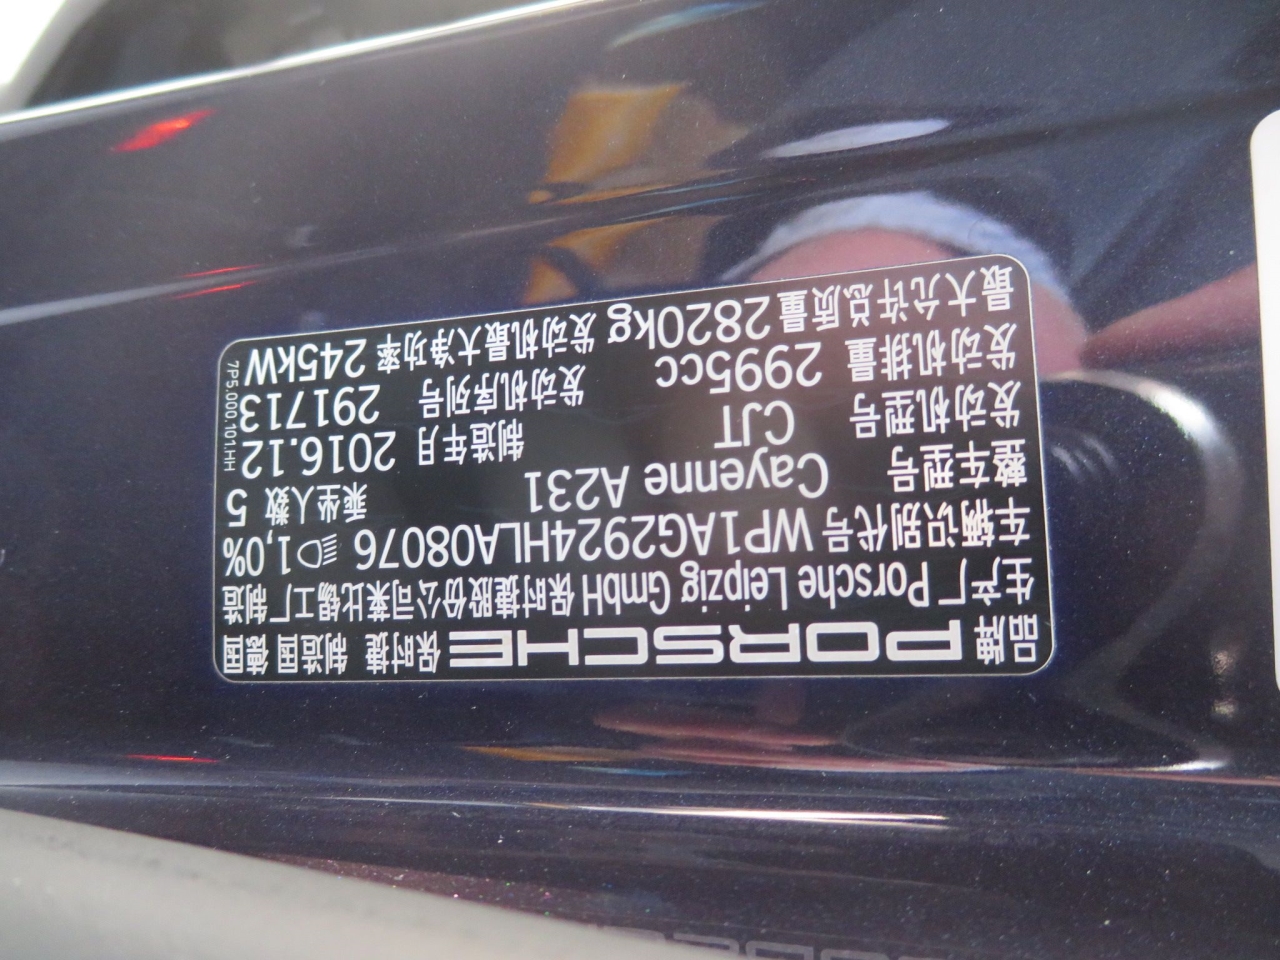 品牌 PORSCHE 保时捷 制造国 德国
生产厂 Porsche Leipzig GmbH 保时捷股份公司莱比锡工厂制造
车辆识别代号 WP1AG2924HLA08076 1,0%
整车型号 Cayenne A231 乘坐人数 5
发动机型号 CJT 制造年月 2016.12
发动机排量 2995cc 发动机序列号 291713
最大允许总质量 2820kg 发动机最大净功率 245kW
7P5.000.101.HH